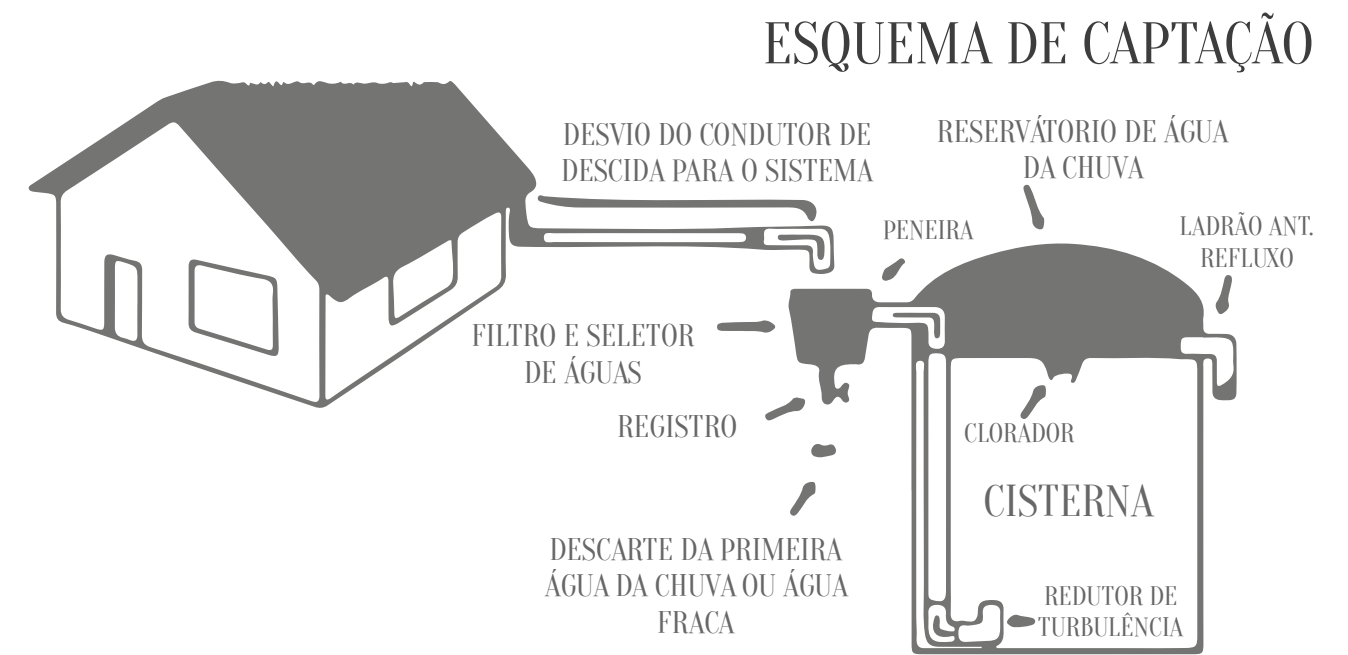 ESQUEMA DE CAPTAÇÃO
DESVIO DO CONDUTOR DE
DESCIDA PARA O SISTEMA
RESERVÁTORIO DE ÁGUA
DA CHUVA
PENEIRA
LADRÃO ANT.
REFLUXO
FILTRO E SELETOR
DE ÁGUAS
REGISTRO
CLORADOR
CISTERNA
DESCARTE DA PRIMEIRA
ÁGUA DA CHUVA OU ÁGUA
FRACA
REDUTOR DE
TURBULÊNCIA